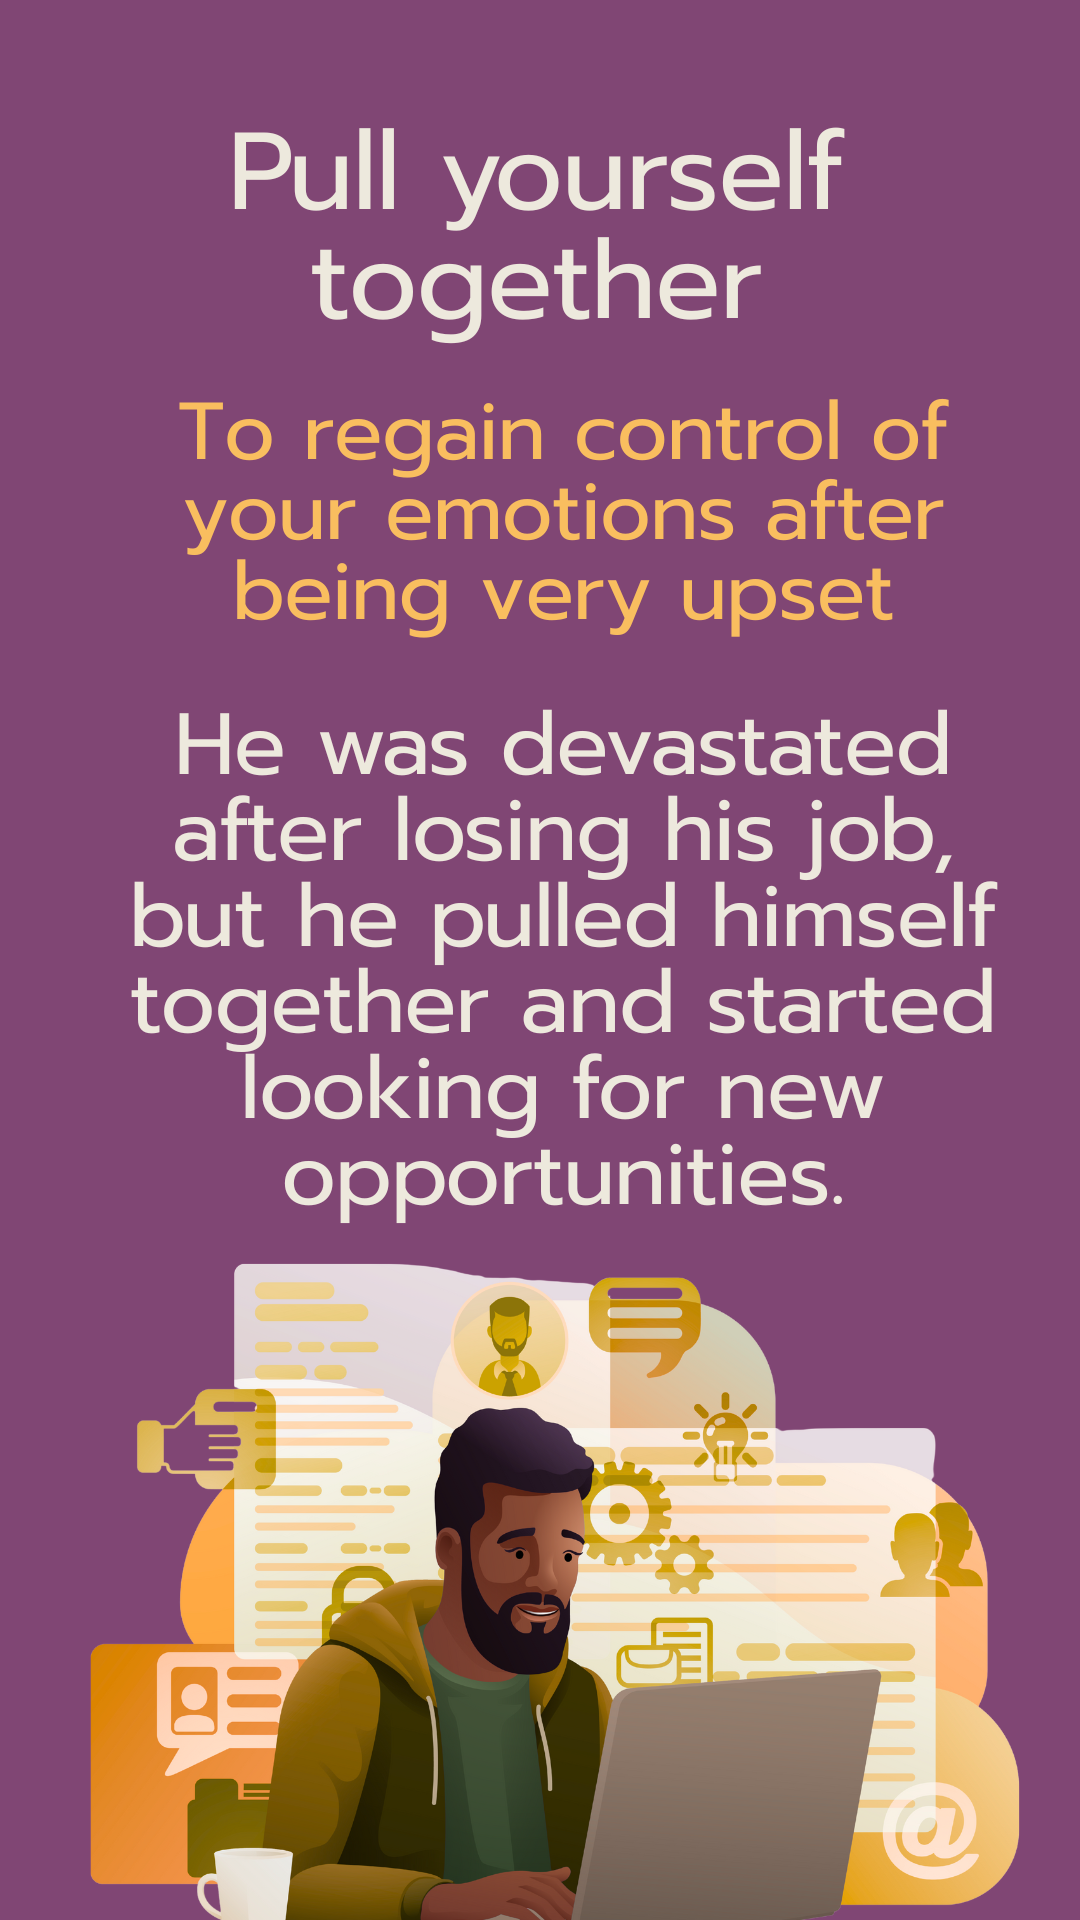 Pull yourself
together
To regain control of
your emotions after
being very upset
He was devastated
after losing his job,
but he pulled himself
together and started
looking for new
opportunities.
@